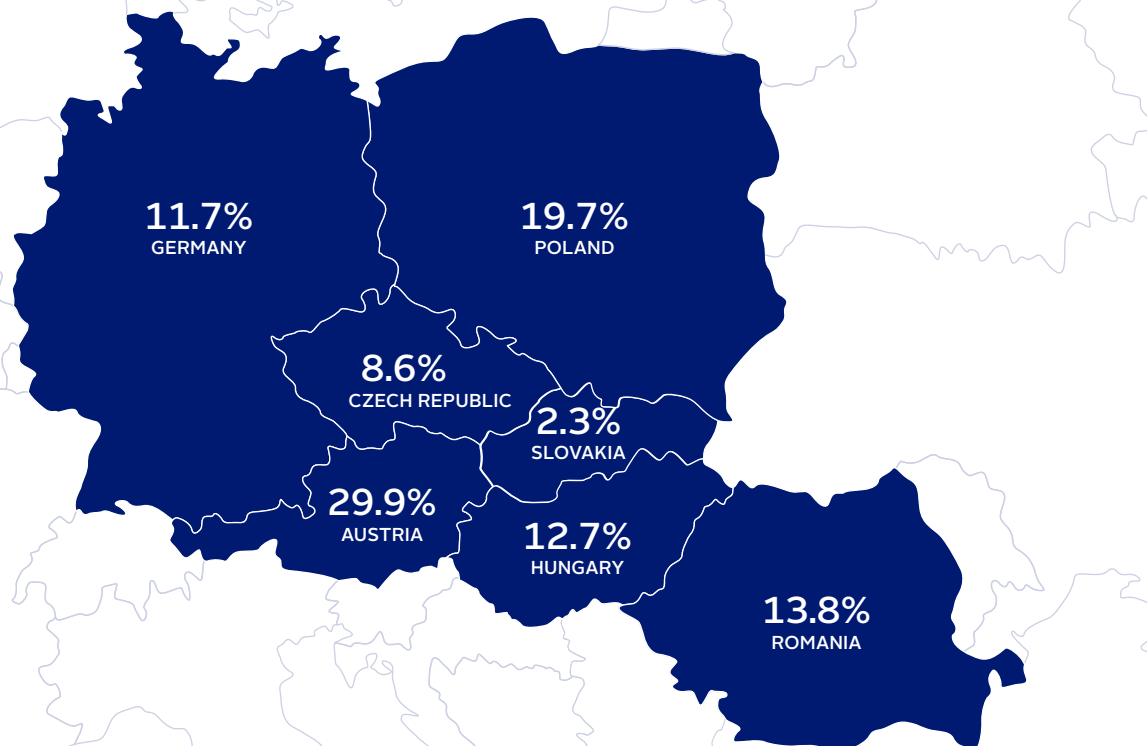 11.7%
GERMANY
19.7%
POLAND
8.6%
CZECH REPUBLIC
2.3%
SLOVAKIA
29.9%
AUSTRIA
12.7%
HUNGARY
13.8%
ROMANIA